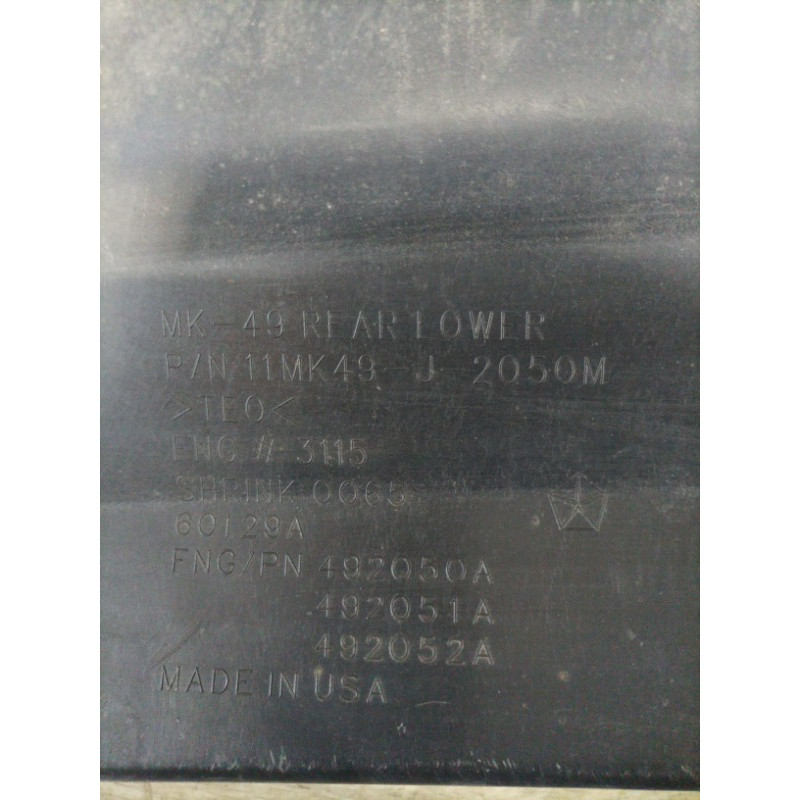 MK-49 REAR LOWER
P/N 11MK49-J 2050M
>TEO<
ENG # 3115
SHRINK 0065
60129A
FNG/PN 492050A
492051A
492052A
MADE IN USA